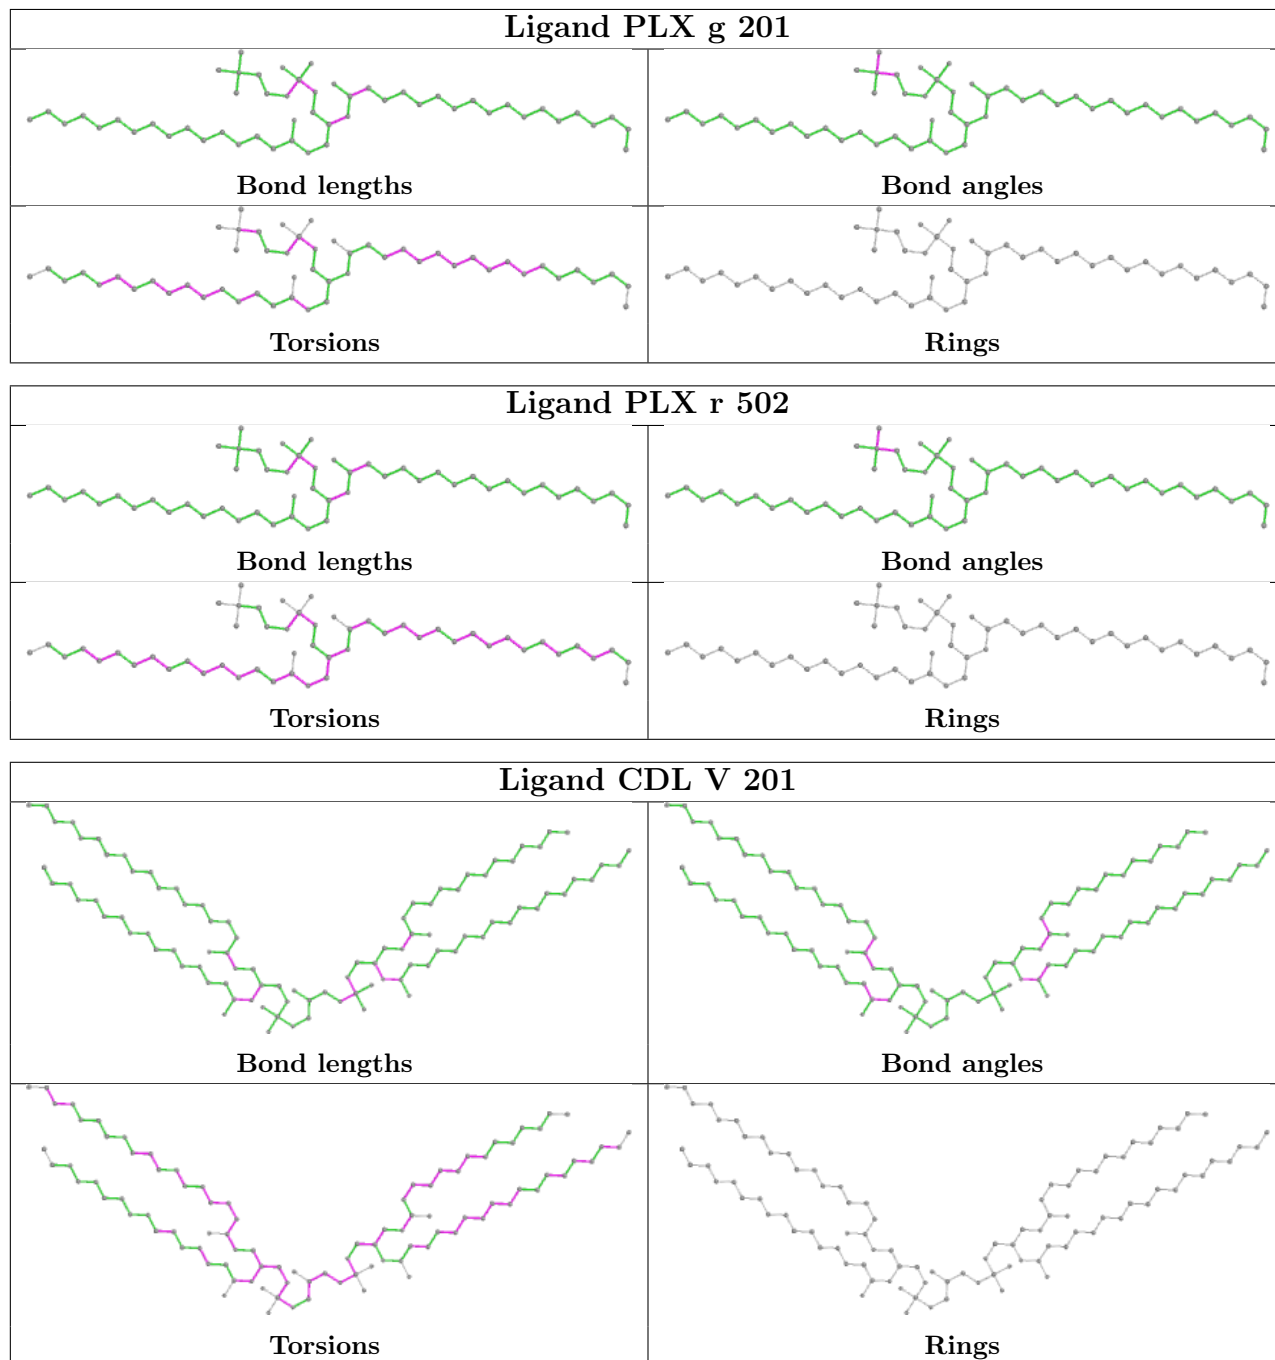 Ligand PLX g 201
Bond lengths
Bond angles
Torsions
Rings
Ligand PLX r 502
Bond lengths
Bond angles
Torsions
Rings
Ligand CDL V 201
Bond lengths
Bond angles
Torsions
Rings